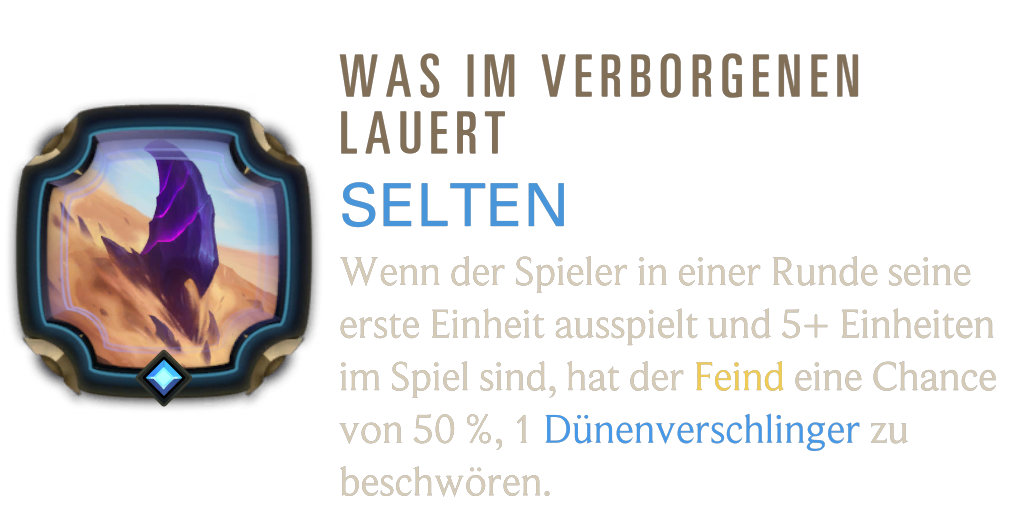 WAS IM VERBORGENEN
LAUERT
SELTEN
Wenn der Spieler in einer Runde seine
erste Einheit ausspielt und 5+ Einheiten
im Spiel sind, hat der Feind eine Chance
von 50 %, 1 Dünenverschlinger zu
beschwören.